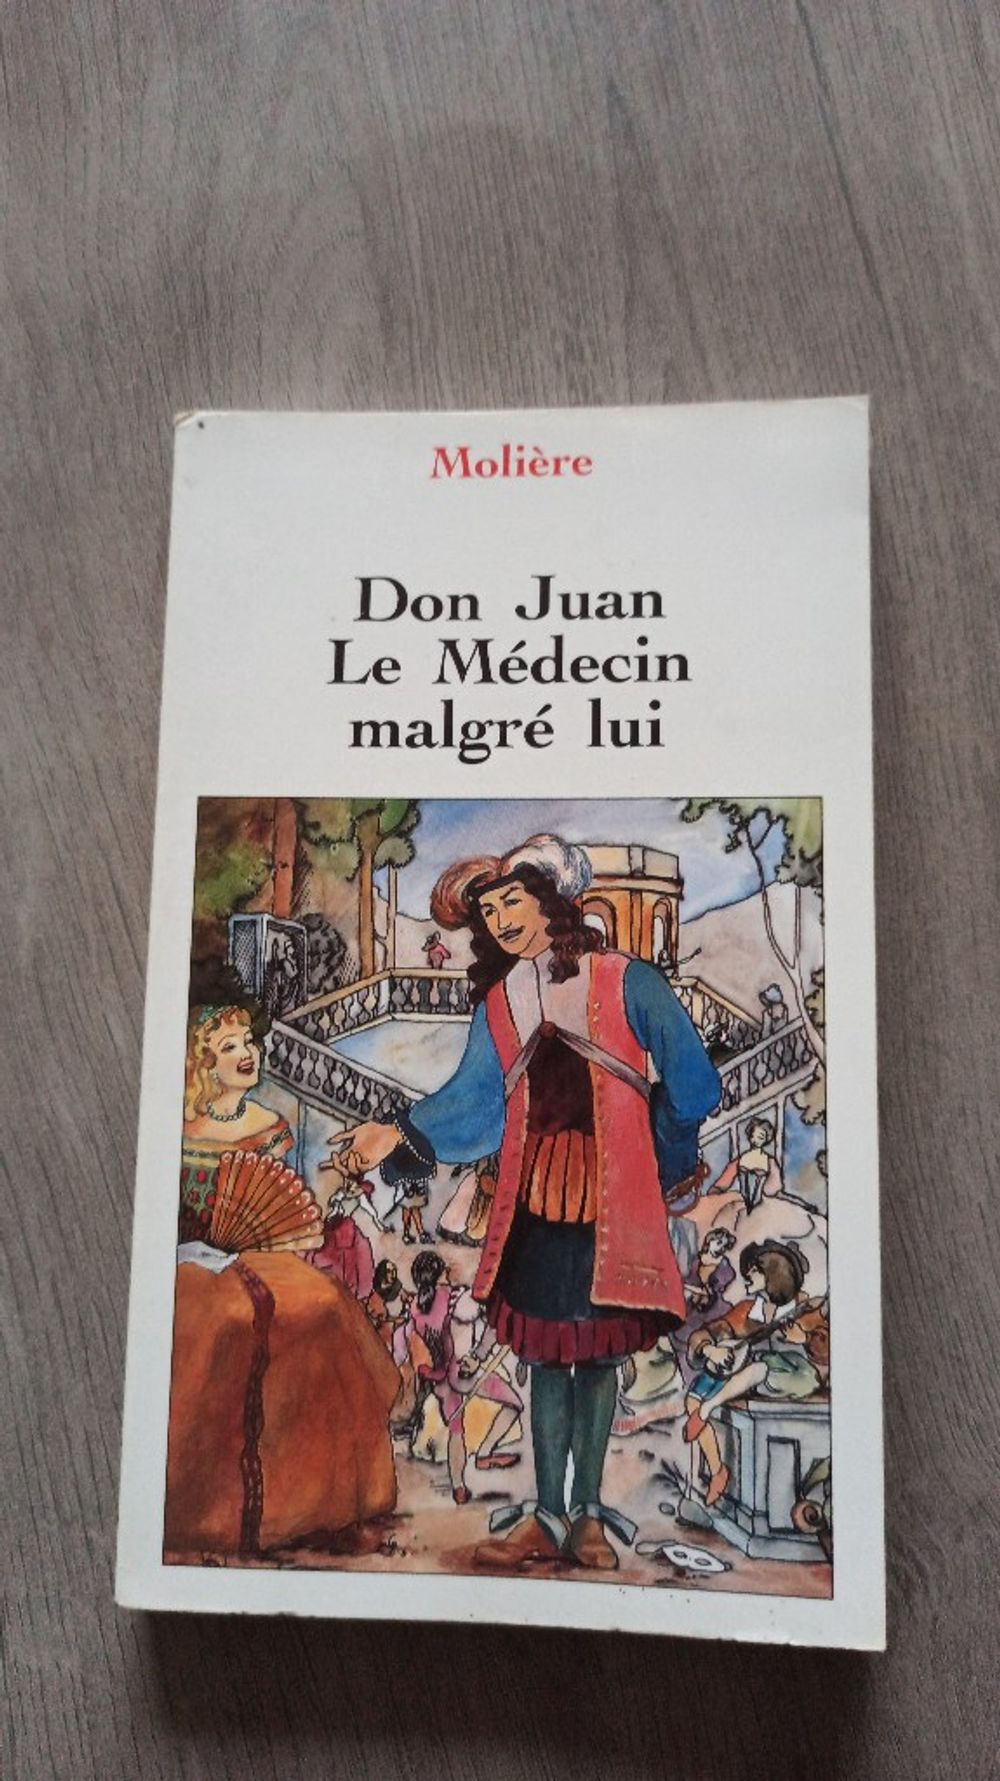 Molière
Don Juan
Le Médecin
malgré lui